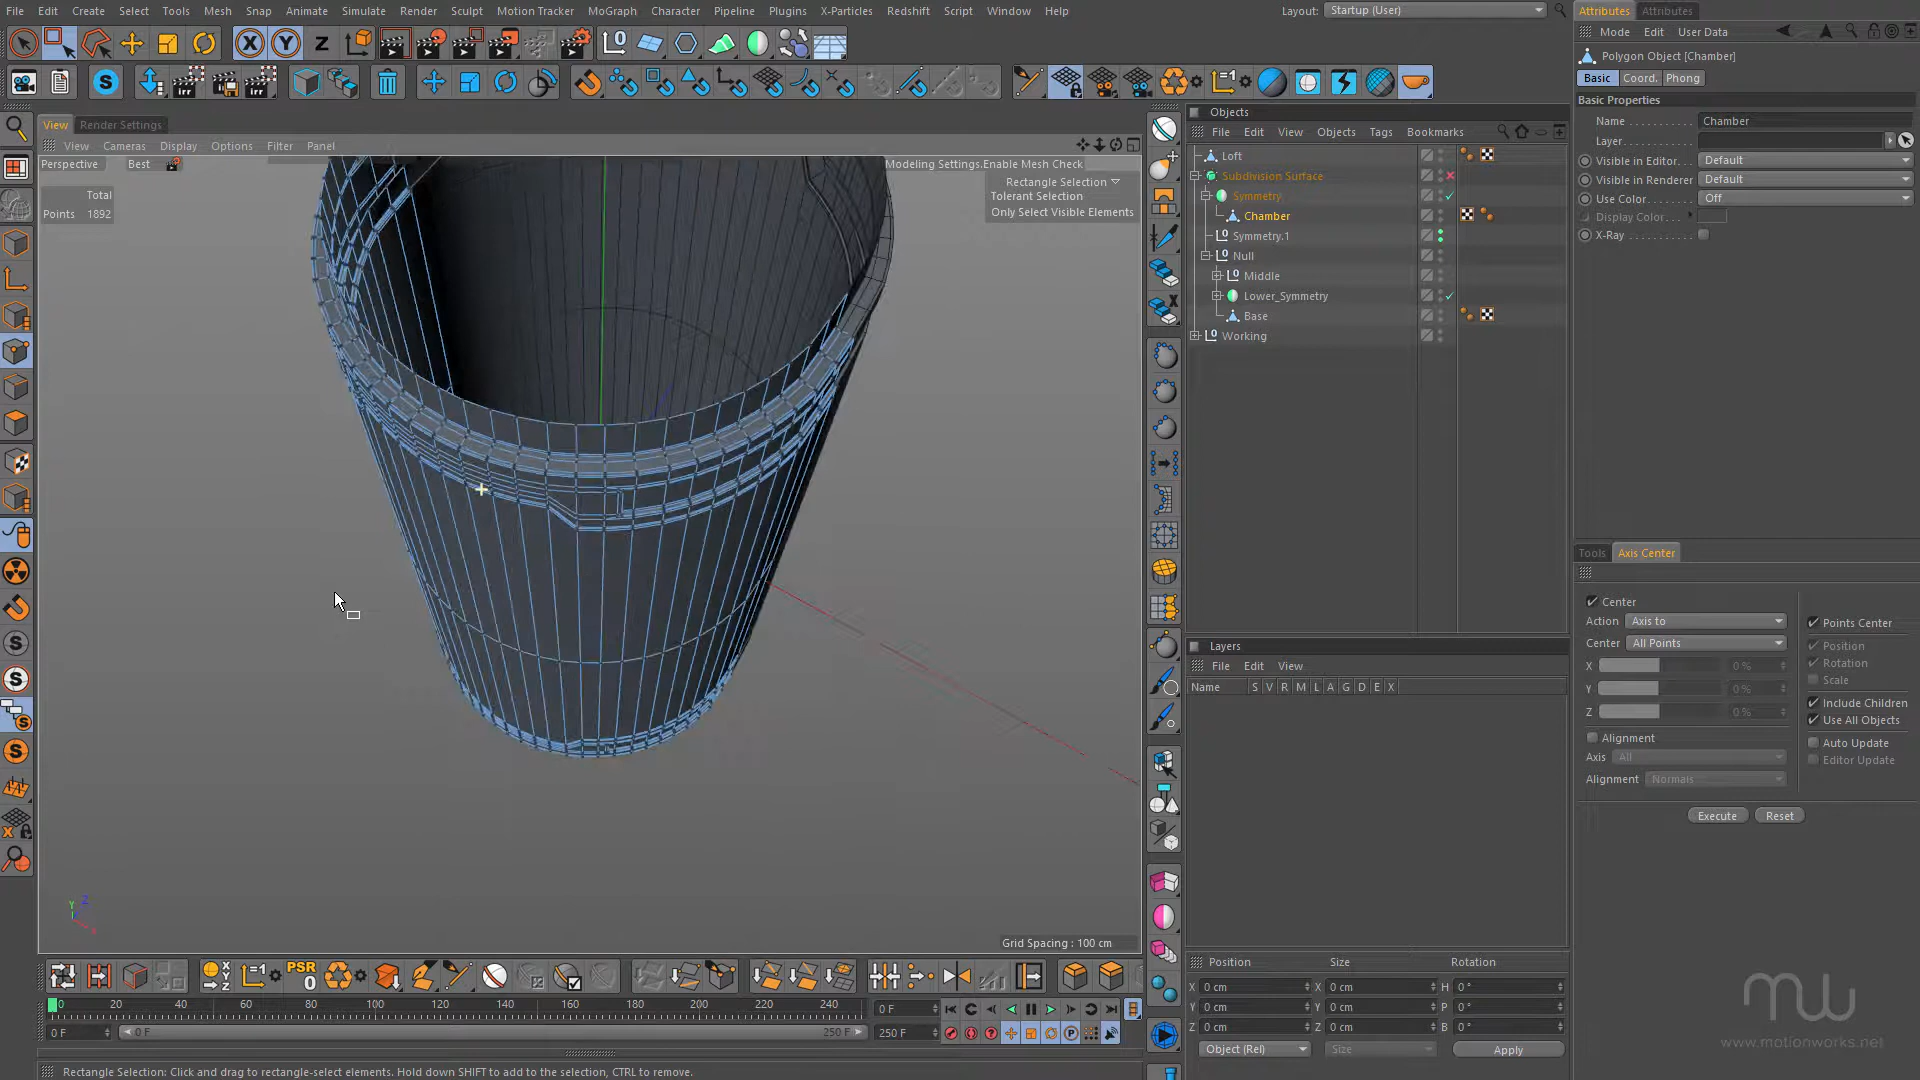 File Edit Create Select Tools Mesh Snap Animate Simulate Render Sculpt Motion Tracker MoGraph Character Pipeline Plugins X-Particles Redshift Script Window Help
Layout: Startup (User)
Attributes Attributes
Mode Edit User Data
Polygon Object [Chamber]
Basic Coord. Phong
Basic Properties
Name Chamber
Layer
Visible in Editor Default
Visible in Renderer Default
Use Color Off
Display Color
X-Ray
View Render Settings
View Cameras Display Options Filter Panel
Perspective Best
Modeling Settings.Enable Mesh Check
Rectangle Selection
Tolerant Selection
Only Select Visible Elements
Total
Points 1892
Grid Spacing : 100 cm
Y Z
X
Objects
File Edit View Objects Tags Bookmarks
Loft
Subdivision Surface
Symmetry
Chamber
Symmetry.1
Null
Middle
Lower_Symmetry
Base
Working
Layers
File Edit View
Name S V R M L A G D E X
Tools Axis Center
Center
Action Axis to
Center All Points
X 0 %
Y 0 %
Z 0 %
Alignment
Axis All
Alignment Normals
Points Center
Position
Rotation
Scale
Include Children
Use All Objects
Auto Update
Editor Update
Execute Reset
PSR
0
0 20 40 60 80 100 120 140 160 180 200 220 240
0 F
0 F 0 F 250 F 250 F
Position Size Rotation
X 0 cm X 0 cm H 0 °
Y 0 cm Y 0 cm P 0 °
Z 0 cm Z 0 cm B 0 °
Object (Rel) Size Apply
Rectangle Selection: Click and drag to rectangle-select elements. Hold down SHIFT to add to the selection, CTRL to remove.
mw
www.motionworks.net